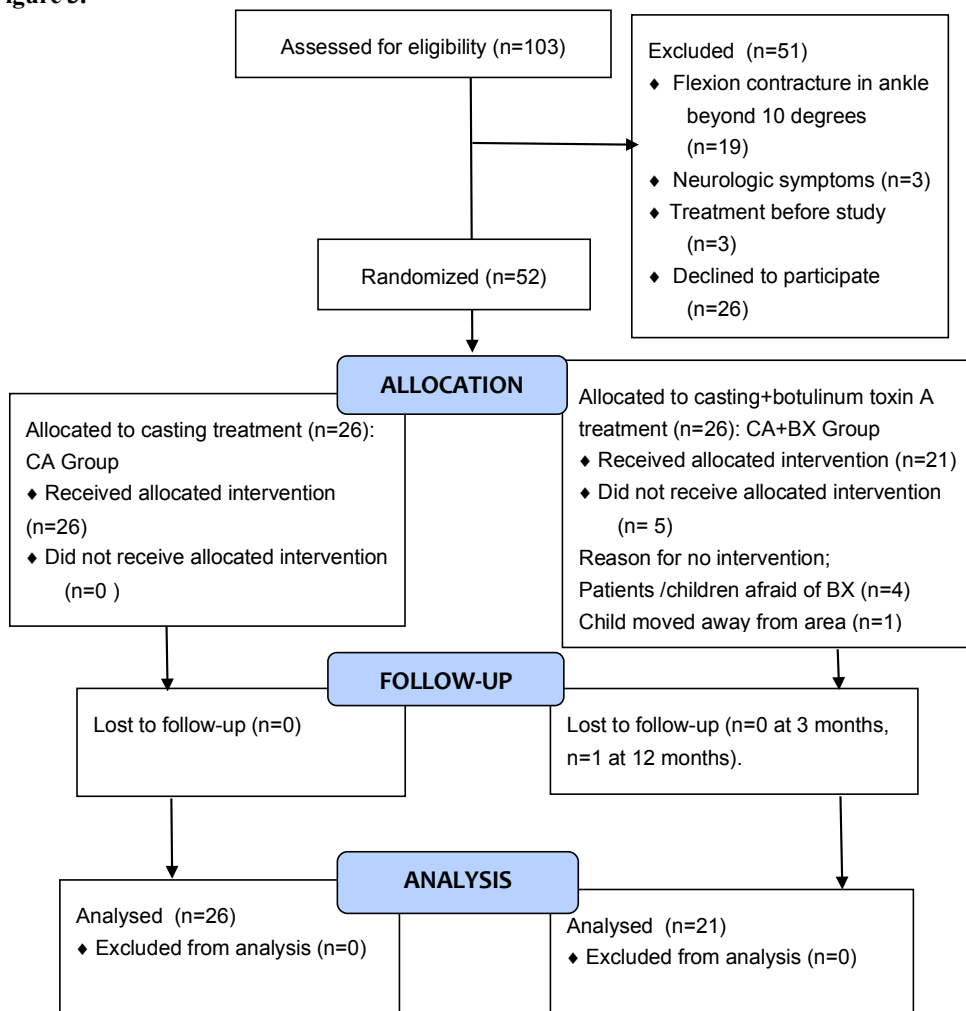 Assessed for eligibility (n=103)
Excluded (n=51)
♦ Flexion contracture in ankle
beyond 10 degrees
(n=19)
♦ Neurologic symptoms (n=3)
♦ Treatment before study
(n=3)
♦ Declined to participate
(n=26)
Randomized (n=52)
ALLOCATION
Allocated to casting treatment (n=26):
CA Group
♦ Received allocated intervention
(n=26)
♦ Did not receive allocated intervention
(n=0 )
Allocated to casting+botulinum toxin A
treatment (n=26): CA+BX Group
♦ Received allocated intervention (n=21)
♦ Did not receive allocated intervention
(n= 5)
Reason for no intervention;
Patients /children afraid of BX (n=4)
Child moved away from area (n=1)
FOLLOW-UP
Lost to follow-up (n=0)
Lost to follow-up (n=0 at 3 months,
n=1 at 12 months).
ANALYSIS
Analysed (n=26)
♦ Excluded from analysis (n=0)
Analysed (n=21)
♦ Excluded from analysis (n=0)